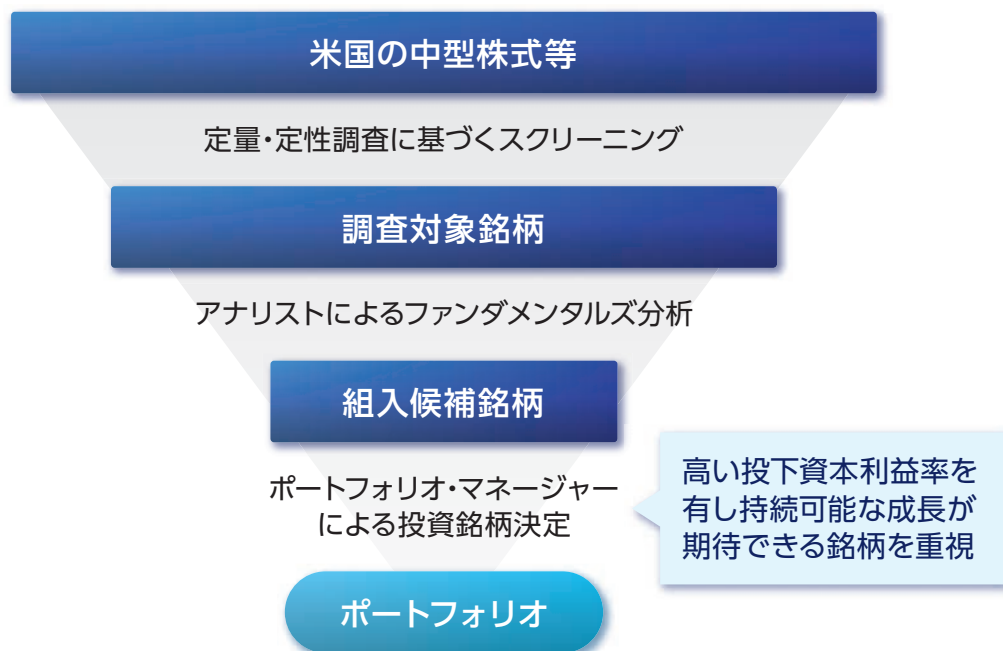 米国の中型株式等
定量・定性調査に基づくスクリーニング
調査対象銘柄
アナリストによるファンダメンタルズ分析
組入候補銘柄
ポートフォリオ・マネージャー
による投資銘柄決定
高い投下資本利益率を
有し持続可能な成長が
期待できる銘柄を重視
ポートフォリオ